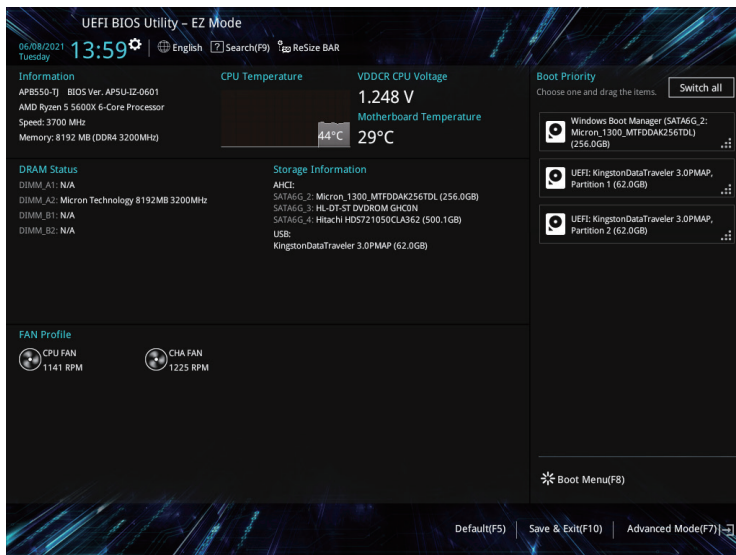 UEFI BIOS Utility – EZ Mode
06/08/2021
Tuesday
13:59
English
Search(F9)
ReSize BAR
Information
APB550-TJ BIOS Ver. AP5U-IZ-0601
AMD Ryzen 5 5600X 6-Core Processor
Speed: 3700 MHz
Memory: 8192 MB (DDR4 3200MHz)
CPU Temperature
44°C
VDDCR CPU Voltage
1.248 V
Motherboard Temperature
29°C
DRAM Status
DIMM_A1: N/A
DIMM_A2: Micron Technology 8192MB 3200MHz
DIMM_B1: N/A
DIMM_B2: N/A
Storage Information
AHCI:
SATA6G_2: Micron_1300_MTFDDAK256TDL (256.0GB)
SATA6G_3: HL-DT-ST DVDROM GHC0N
SATA6G_4: Hitachi HDS721050CLA362 (500.1GB)
USB:
KingstonDataTraveler 3.0PMAP (62.0GB)
FAN Profile
CPU FAN
1141 RPM
CHA FAN
1225 RPM
Boot Priority
Choose one and drag the items.
Switch all
Windows Boot Manager (SATA6G_2:
Micron_1300_MTFDDAK256TDL)
(256.0GB)
UEFI: KingstonDataTraveler 3.0PMAP,
Partition 1 (62.0GB)
UEFI: KingstonDataTraveler 3.0PMAP,
Partition 2 (62.0GB)
Boot Menu(F8)
Default(F5)
Save & Exit(F10)
Advanced Mode(F7)